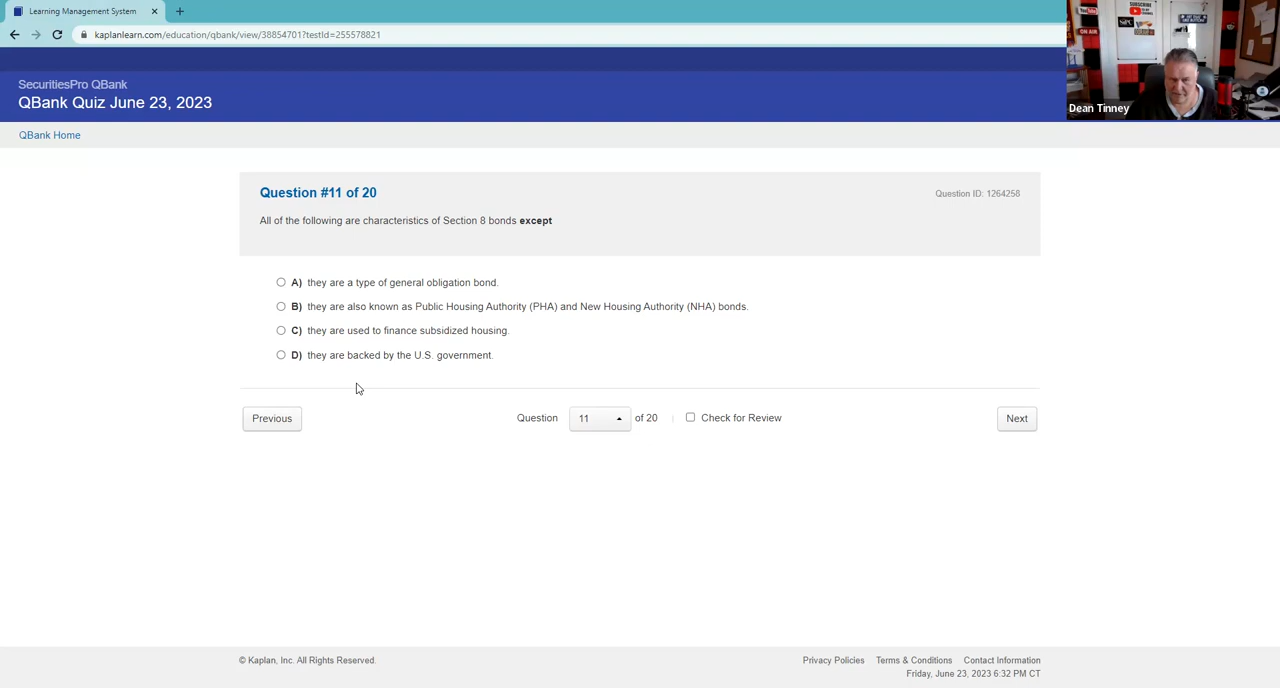 Learning Management System
kaplanlearn.com/education/qbank/view/38854701?testId=255578821
SecuritiesPro QBank
QBank Quiz June 23, 2023
QBank Home
Dean Tinney
SUBSCRIBE
ON AIR
Question #11 of 20
Question ID: 1264258
All of the following are characteristics of Section 8 bonds except
A) they are a type of general obligation bond.
B) they are also known as Public Housing Authority (PHA) and New Housing Authority (NHA) bonds.
C) they are used to finance subsidized housing.
D) they are backed by the U.S. government.
Previous
Question 11 of 20
Check for Review
Next
© Kaplan, Inc. All Rights Reserved.
Privacy Policies Terms & Conditions Contact Information
Friday, June 23, 2023 6:32 PM CT